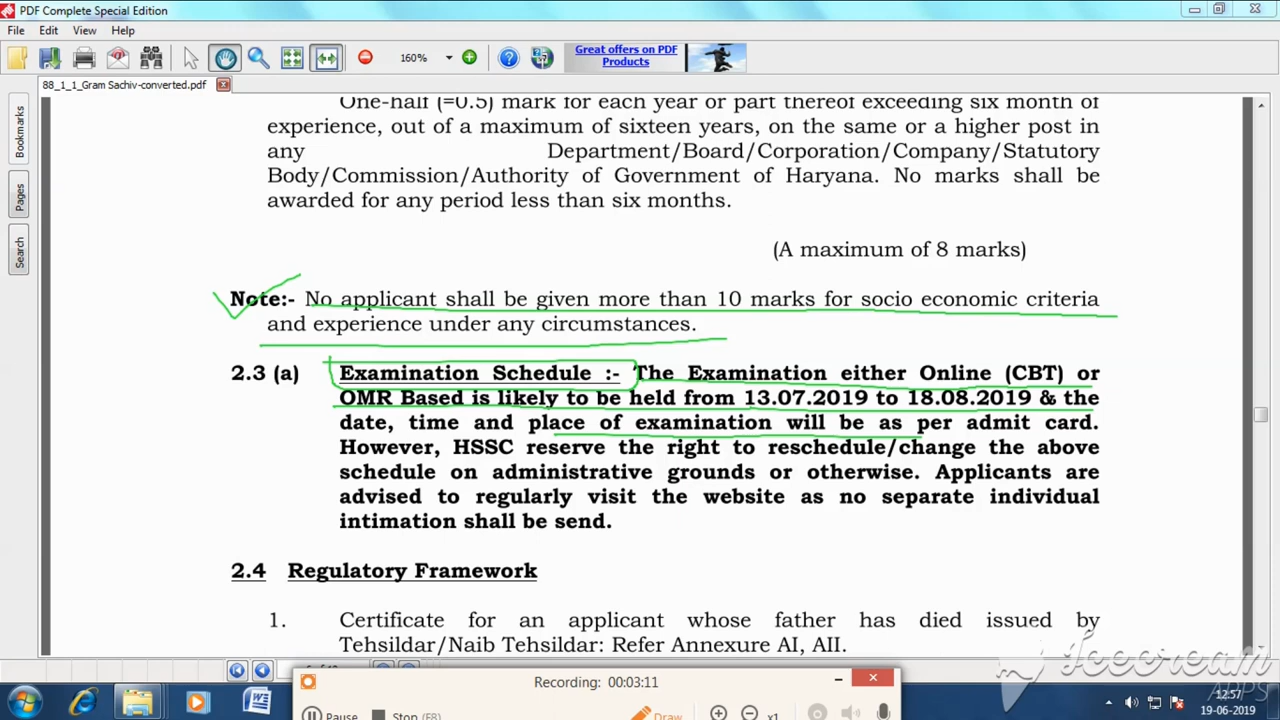 PDF Complete Special Edition
File Edit View Help
160%
Great offers on PDF
Products
88_1_1_Gram Sachiv-converted.pdf
Bookmarks
Pages
Search
One-half (=0.5) mark for each year or part thereof exceeding six month of
experience, out of a maximum of sixteen years, on the same or a higher post in
any Department/Board/Corporation/Company/Statutory
Body/Commission/Authority of Government of Haryana. No marks shall be
awarded for any period less than six months.
(A maximum of 8 marks)
Note:- No applicant shall be given more than 10 marks for socio economic criteria
and experience under any circumstances.
2.3 (a) Examination Schedule :- The Examination either Online (CBT) or
OMR Based is likely to be held from 13.07.2019 to 18.08.2019 & the
date, time and place of examination will be as per admit card.
However, HSSC reserve the right to reschedule/change the above
schedule on administrative grounds or otherwise. Applicants are
advised to regularly visit the website as no separate individual
intimation shall be send.
2.4 Regulatory Framework
1. Certificate for an applicant whose father has died issued by
Tehsildar/Naib Tehsildar: Refer Annexure AI, AII.
Icecream
APPS
Recording: 00:03:11
Pause Stop (F8) Draw x1
12:57
19-06-2019